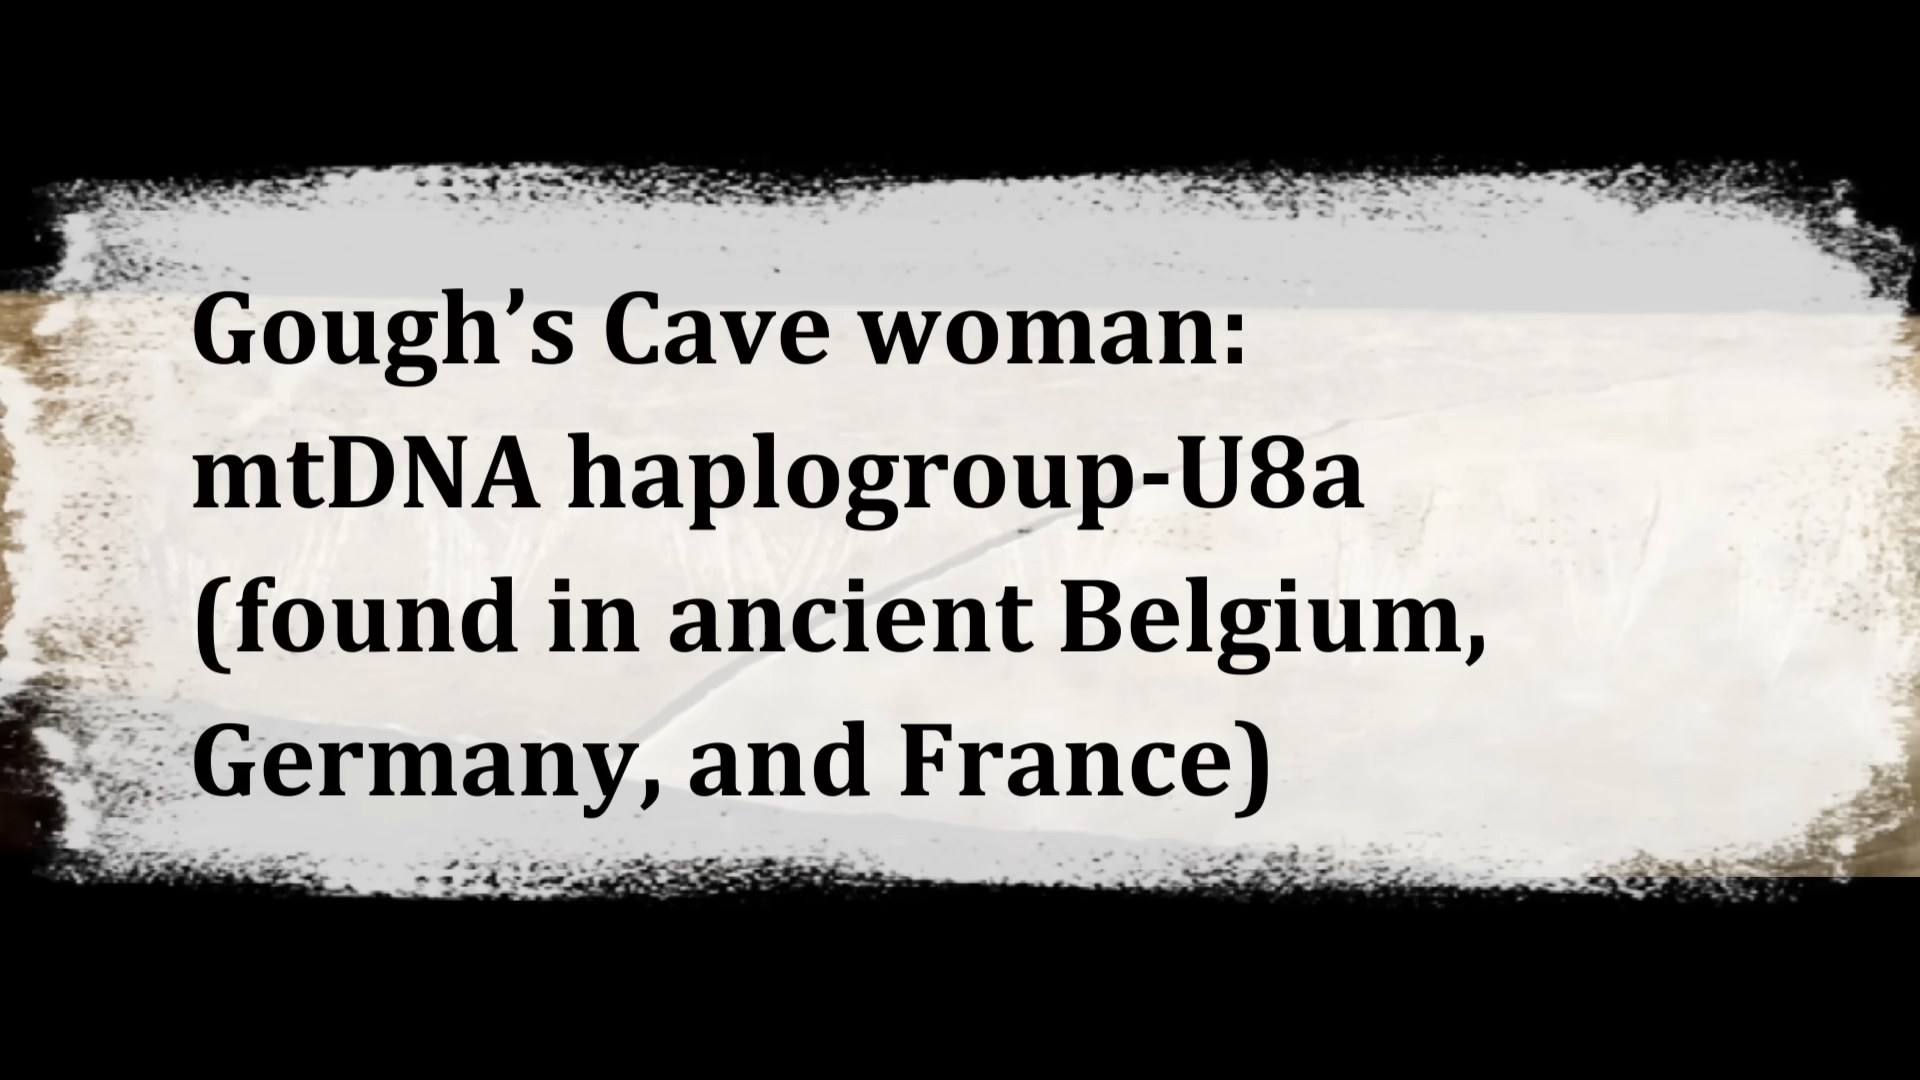 Gough’s Cave woman:
mtDNA haplogroup-U8a
(found in ancient Belgium,
Germany, and France)